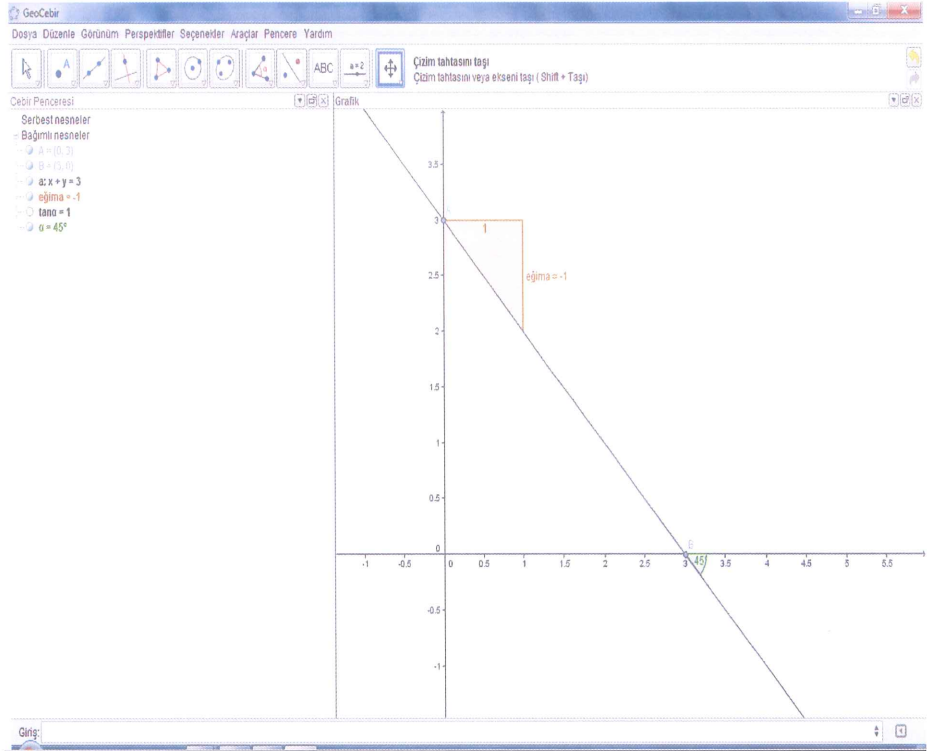 GeoCebir
Dosya Düzenle Görünüm Perspektifler Seçenekler Araçlar Pencere Yardım
A
α
ABC
a=2
Çizim tahtasını taşı
Çizim tahtasını veya ekseni taşı ( Shift + Taşı)
Cebir Penceresi
Serbest nesneler
Bağımlı nesneler
A = (0, 3)
B = (3, 0)
a: x + y = 3
eğima = -1
tanα = 1
α = 45°
Grafik
3.5
3
2.5
2
1.5
1
0.5
0
-0.5
-1
1
eğima = -1
B
45°
-1 -0.5 0 0.5 1 1.5 2 2.5 3 3.5 4 4.5 5 5.5
Giriş: